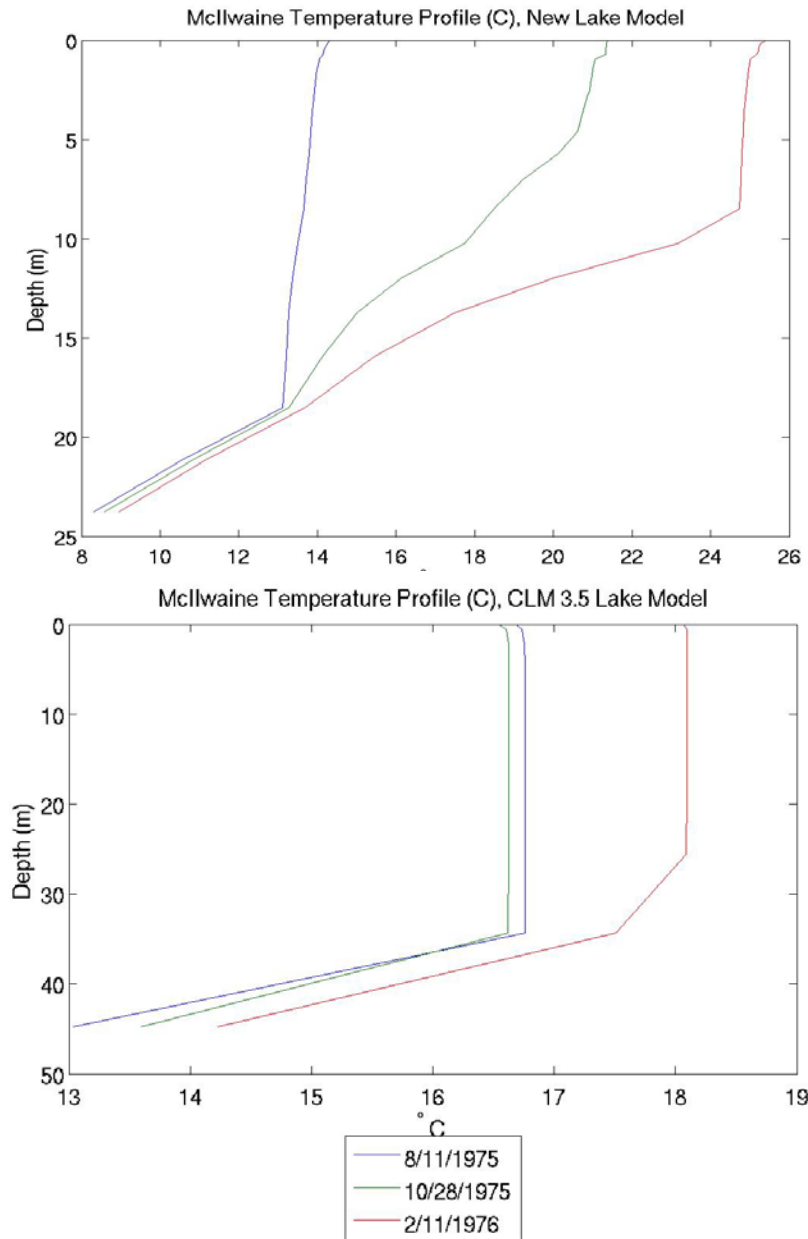 McIlwaine Temperature Profile (C), New Lake Model
0
5
10
15
20
25
Depth (m)
8 10 12 14 16 18 20 22 24 26
McIlwaine Temperature Profile (C), CLM 3.5 Lake Model
0
10
20
30
40
50
Depth (m)
13 14 15 16 17 18 19
° C
8/11/1975
10/28/1975
2/11/1976